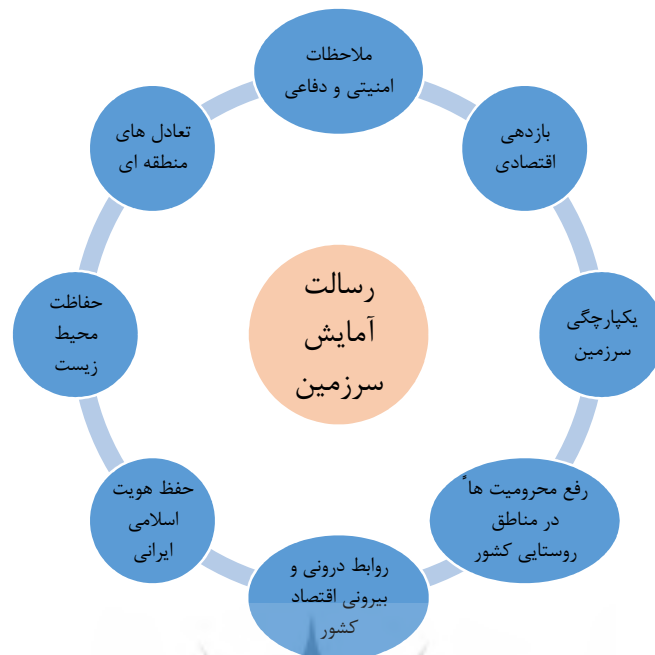 ملاحظات
امنیتی و دفاعی
بازدهی
اقتصادی
یکپارچگی
سرزمین
رفع محرومیت هاً
در مناطق
روستایی کشور
روابط درونی و
بیرونی اقتصاد
کشور
حفظ هویت
اسلامی
ایرانی
حفاظت
محیط
زیست
تعادل های
منطقه ای
رسالت
آمایش
سرزمین